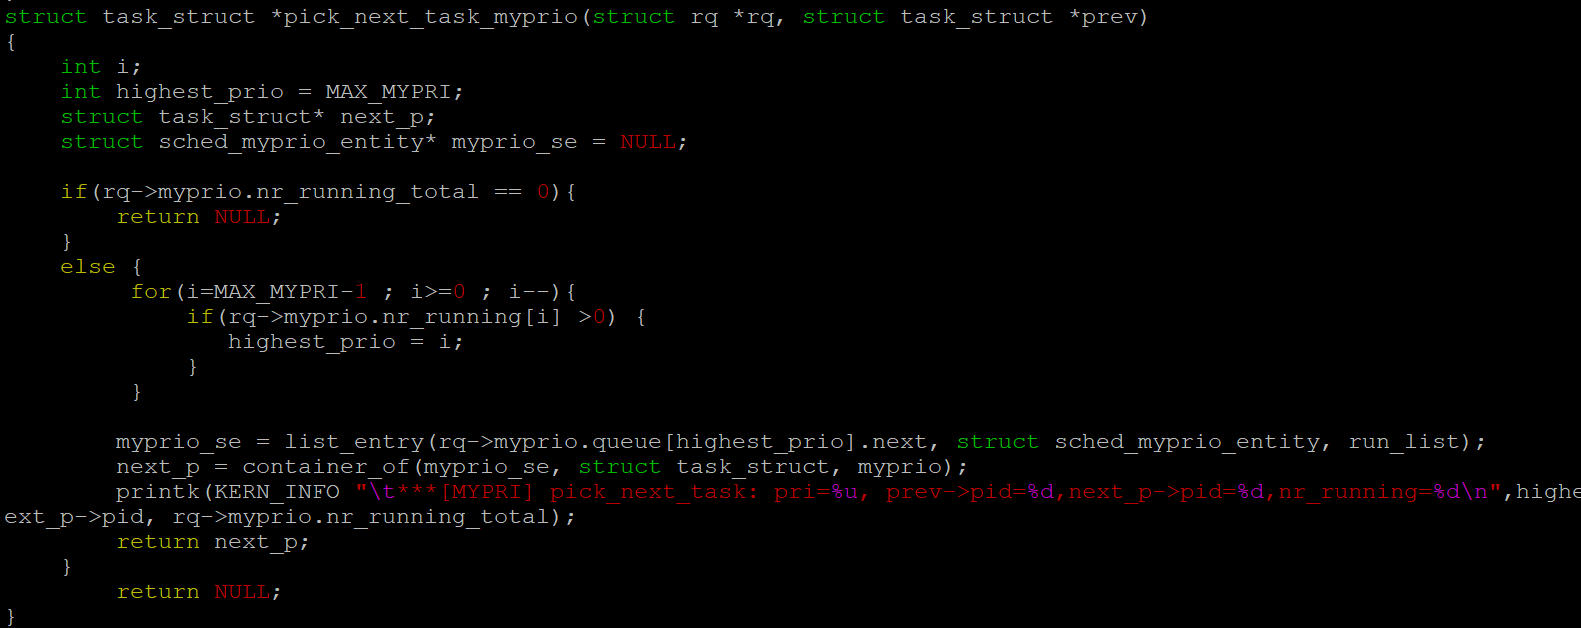 struct task_struct *pick_next_task_myprio(struct rq *rq, struct task_struct *prev)
{
    int i;
    int highest_prio = MAX_MYPRI;
    struct task_struct* next_p;
    struct sched_myprio_entity* myprio_se = NULL;

    if(rq->myprio.nr_running_total == 0){
        return NULL;
    }
    else {
         for(i=MAX_MYPRI-1 ; i>=0 ; i--){
             if(rq->myprio.nr_running[i] >0) {
                highest_prio = i;
             }
         }

        myprio_se = list_entry(rq->myprio.queue[highest_prio].next, struct sched_myprio_entity, run_list);
        next_p = container_of(myprio_se, struct task_struct, myprio);
        printk(KERN_INFO "\t***[MYPRI] pick_next_task: pri=%u, prev->pid=%d,next_p->pid=%d,nr_running=%d\n",highe
ext_p->pid, rq->myprio.nr_running_total);
        return next_p;
    }
        return NULL;
}